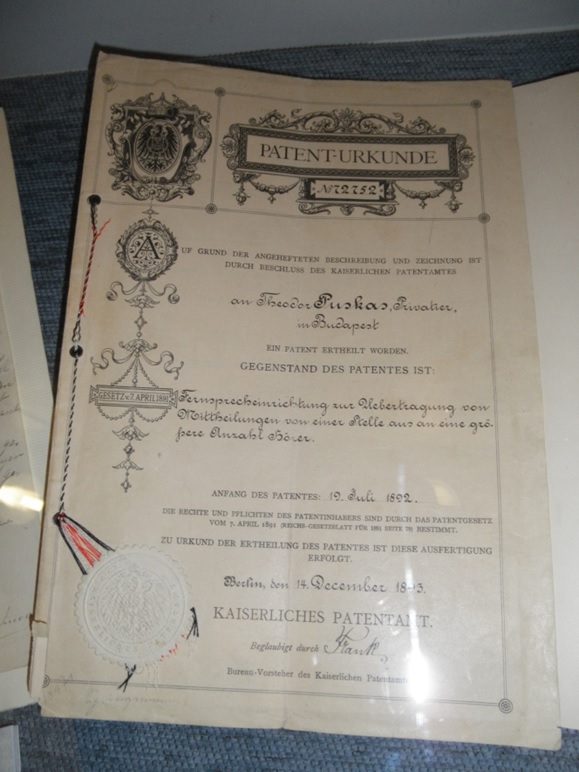 PATENT-URKUNDE
No 72752
AUF GRUND DER ANGEHEFTETEN BESCHREIBUNG UND ZEICHNUNG IST
DURCH BESCHLUSS DES KAISERLICHEN PATENTAMTES
an Theodor Puskas, Privatier,
in Budapest
EIN PATENT ERTHEILT WORDEN.
GEGENSTAND DES PATENTES IST:
GESETZ v. 7. APRIL 1891
Fernsprecheinrichtung zur Uebertragung von
Mittheilungen von einer Stelle aus an eine grö-
ßere Anzahl Hörer.
ANFANG DES PATENTES: 19. Juli 1892.
DIE RECHTE UND PFLICHTEN DES PATENTINHABERS SIND DURCH DAS PATENTGESETZ
VOM 7. APRIL 1891 (REICHS-GESETZBLATT FÜR 1891 SEITE 79) BESTIMMT.
ZU URKUND DER ERTHEILUNG DES PATENTES IST DIESE AUSFERTIGUNG
ERFOLGT.
Berlin, den 14. December 1893.
KAISERLICHES PATENTAMT.
Beglaubigt durch
Bureau-Vorsteher des Kaiserlichen Patentamts